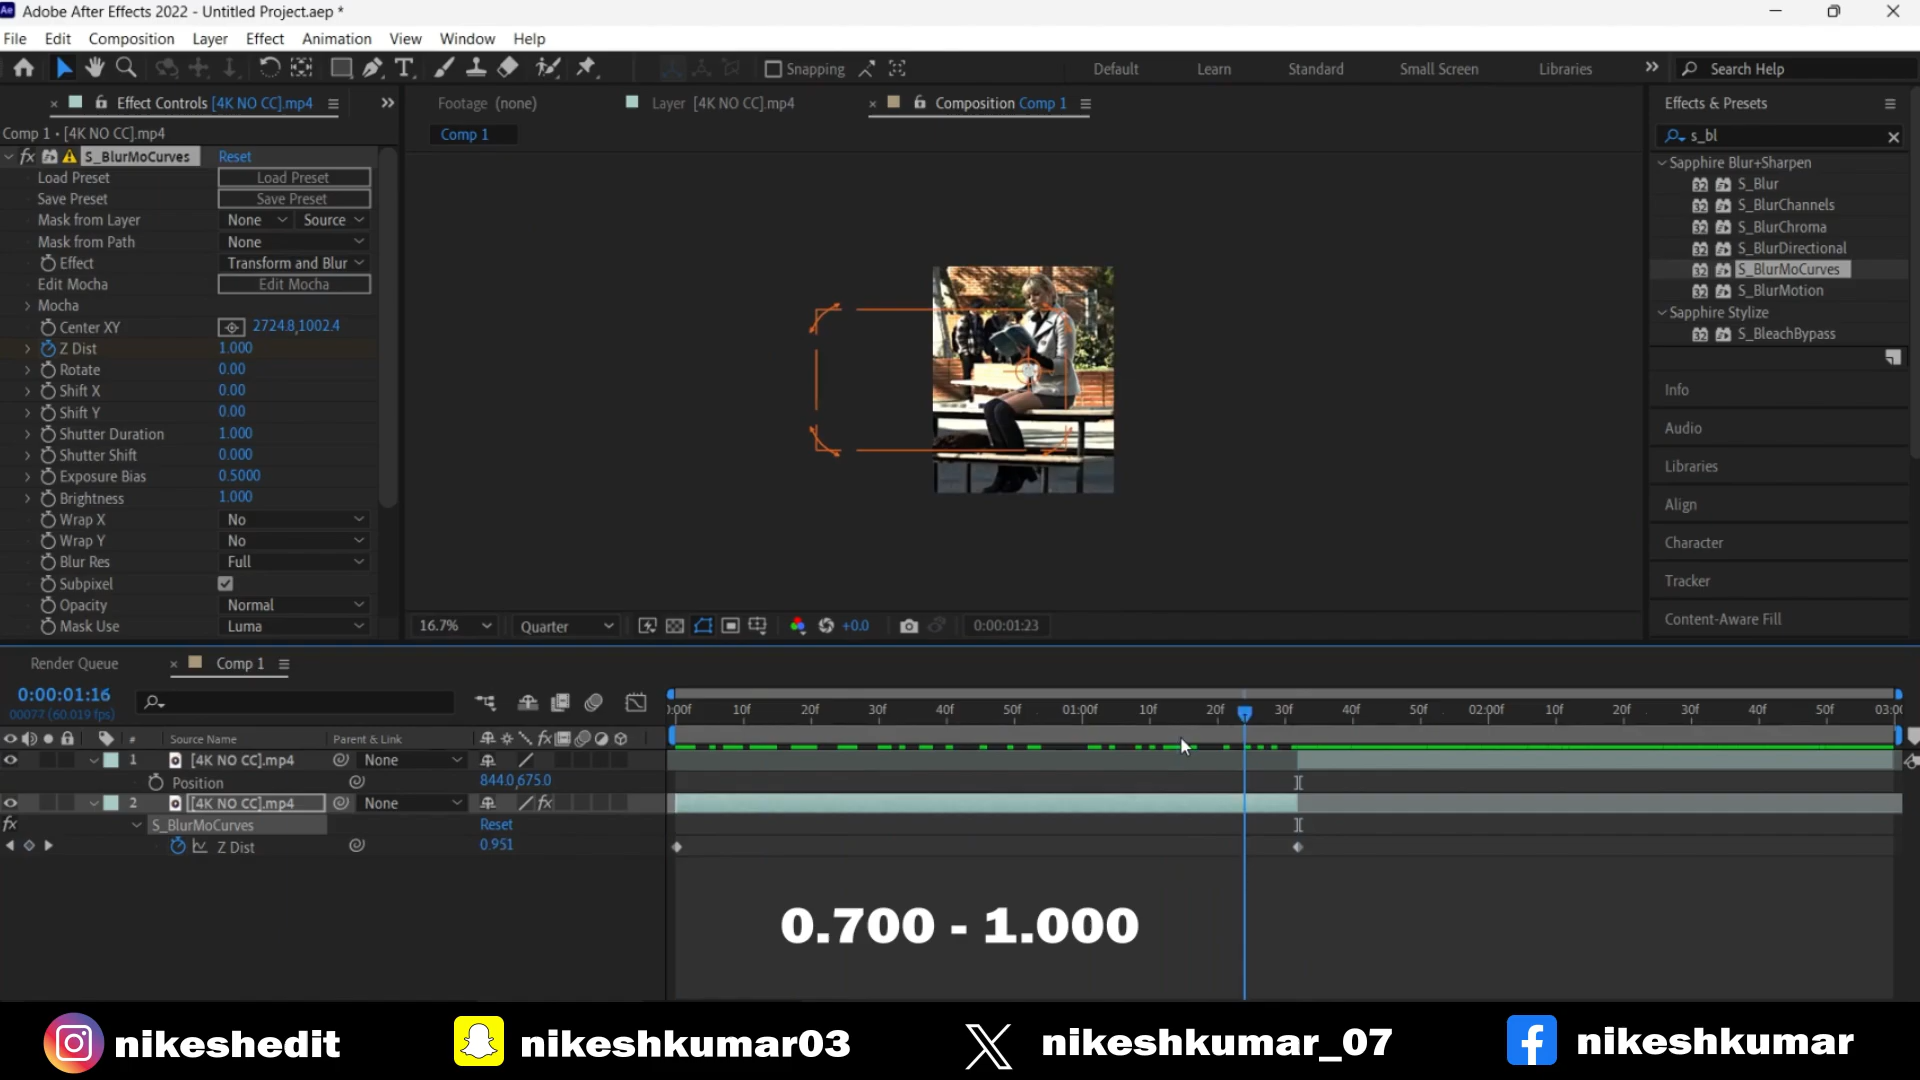 Adobe After Effects 2022 - Untitled Project.aep *
File Edit Composition Layer Effect Animation View Window Help
Snapping
Default Learn Standard Small Screen Libraries
Search Help
Effect Controls [4K NO CC].mp4
Comp 1 • [4K NO CC].mp4
fx S_BlurMoCurves Reset
Load Preset Load Preset
Save Preset Save Preset
Mask from Layer None Source
Mask from Path None
Effect Transform and Blur
Edit Mocha Edit Mocha
Mocha
Center XY 2724.8,1002.4
Z Dist 1.000
Rotate 0.00
Shift X 0.00
Shift Y 0.00
Shutter Duration 1.000
Shutter Shift 0.000
Exposure Bias 0.5000
Brightness 1.000
Wrap X No
Wrap Y No
Blur Res Full
Subpixel
Opacity Normal
Mask Use Luma
Footage (none) Layer [4K NO CC].mp4 Composition Comp 1
Comp 1
16.7% Quarter +0.0 0:00:01:23
Effects & Presets
s_bl
Sapphire Blur+Sharpen
32 S_Blur
32 S_BlurChannels
32 S_BlurChroma
32 S_BlurDirectional
32 S_BlurMoCurves
32 S_BlurMotion
Sapphire Stylize
32 S_BleachBypass
Info
Audio
Libraries
Align
Character
Tracker
Content-Aware Fill
Render Queue Comp 1
0:00:01:16
00077 (60.019 fps)
:00f 10f 20f 30f 40f 50f 01:00f 10f 20f 30f 40f 50f 02:00f 10f 20f 30f 40f 50f 03:00
# Source Name Parent & Link
1 [4K NO CC].mp4 None
Position 844.0,675.0
2 [4K NO CC].mp4 None fx
fx S_BlurMoCurves Reset
Z Dist 0.951
0.700 - 1.000
nikeshedit nikeshkumar03 nikeshkumar_07 nikeshkumar